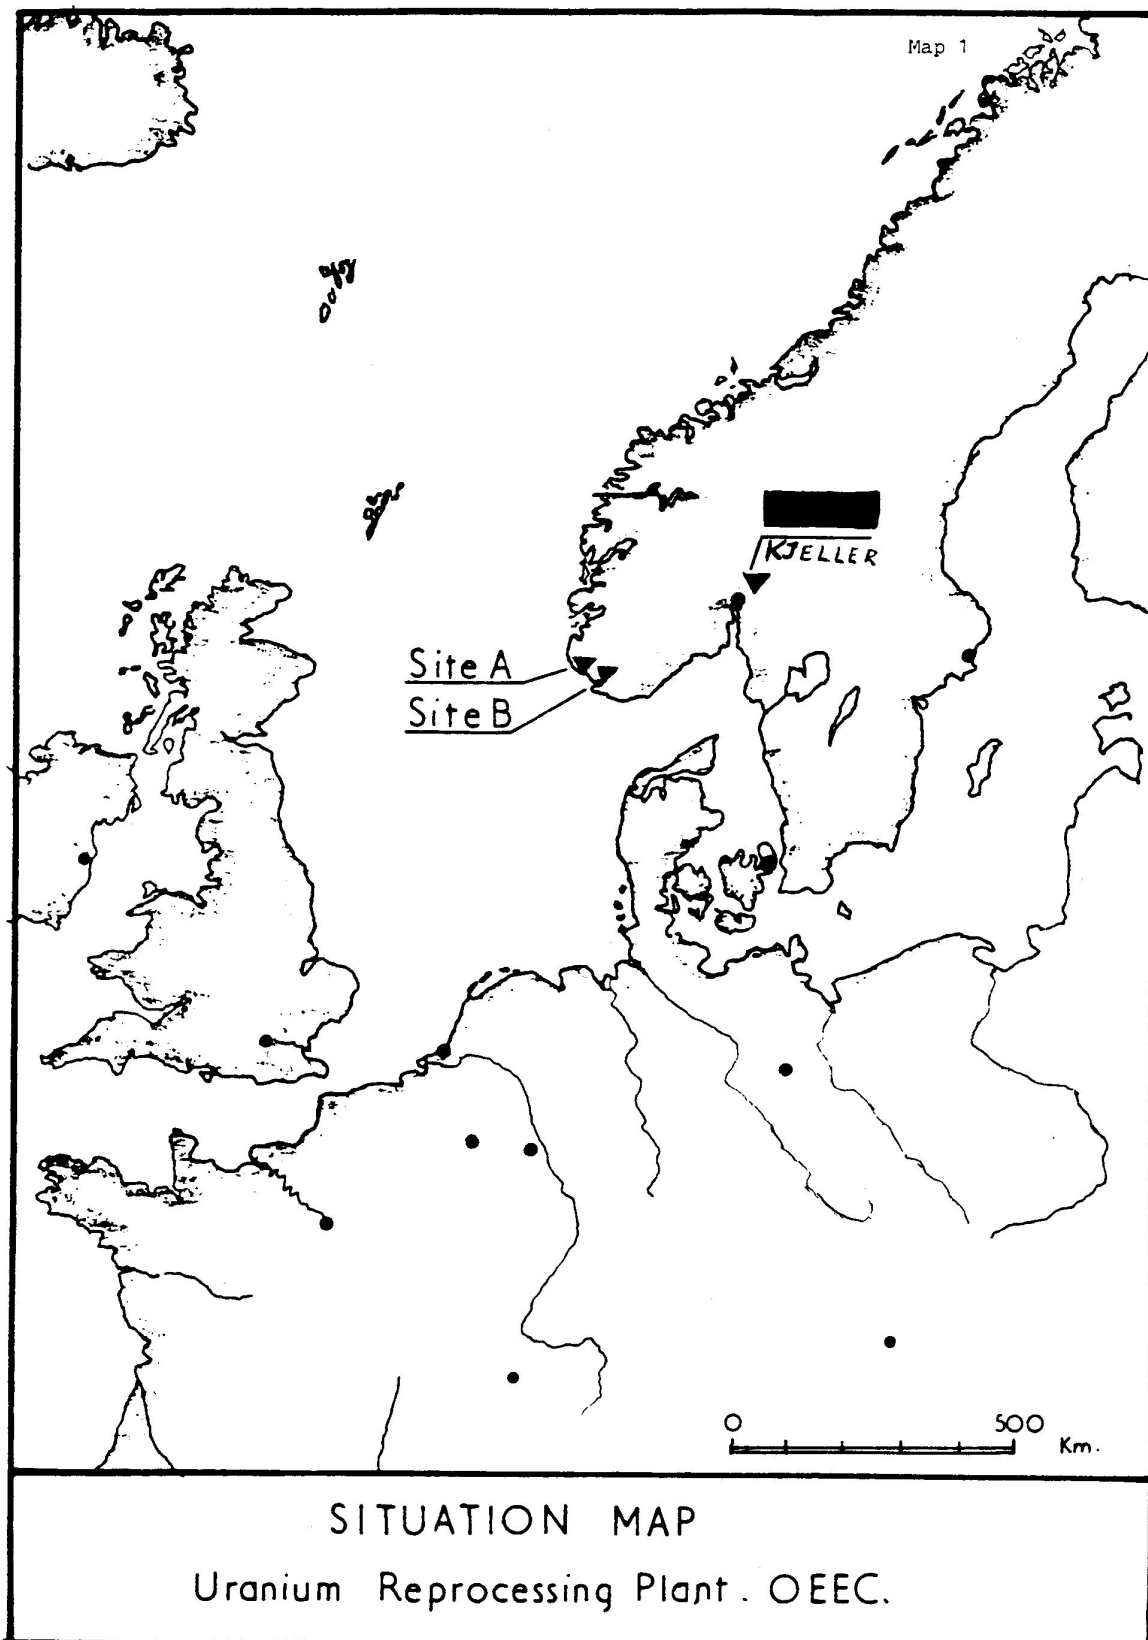 Map 1
KJELLER
Site A
Site B
0 500
Km.
SITUATION MAP
Uranium Reprocessing Plant. OEEC.